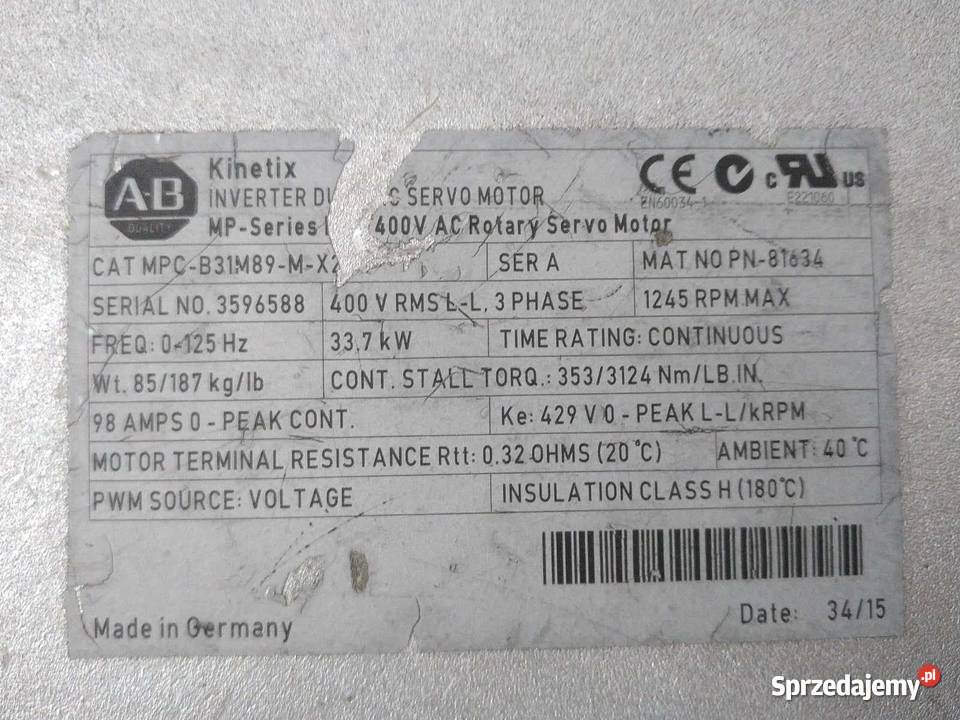 A-B
QUALITY
Kinetix
INVERTER SERVO MOTOR
MP-Series 400V AC Rotary Servo Motor
CE c RU US
EN60034-1 E221060
CAT MPC-B31M89-M-X SER A MAT NO PN-81634
SERIAL NO. 3596588 400 V RMS L-L, 3 PHASE 1245 RPM MAX
FREQ: 0-125 Hz 33.7 kW TIME RATING: CONTINUOUS
Wt. 85/187 kg/lb CONT. STALL TORQ.: 353/3124 Nm/LB.IN.
98 AMPS 0 - PEAK CONT. Ke: 429 V 0 - PEAK L-L/kRPM
MOTOR TERMINAL RESISTANCE Rtt: 0.32 OHMS (20°C) AMBIENT: 40°C
PWM SOURCE: VOLTAGE INSULATION CLASS H (180°C)
Made in Germany Date: 34/15
Sprzedajemy.pl